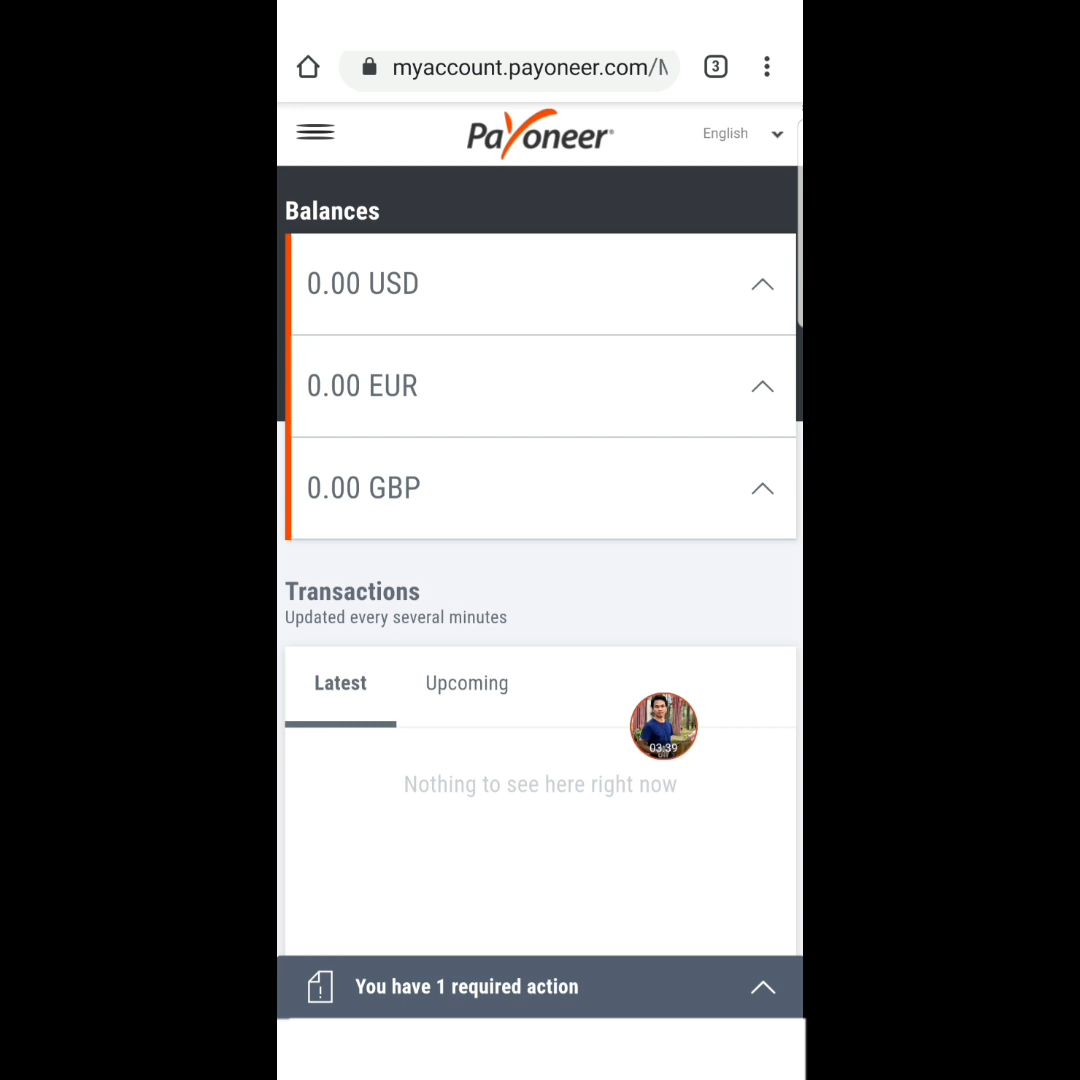 myaccount.payoneer.com/M
3
Payoneer
English
Balances
0.00 USD
0.00 EUR
0.00 GBP
Transactions
Updated every several minutes
Latest
Upcoming
03:39
Nothing to see here right now
You have 1 required action